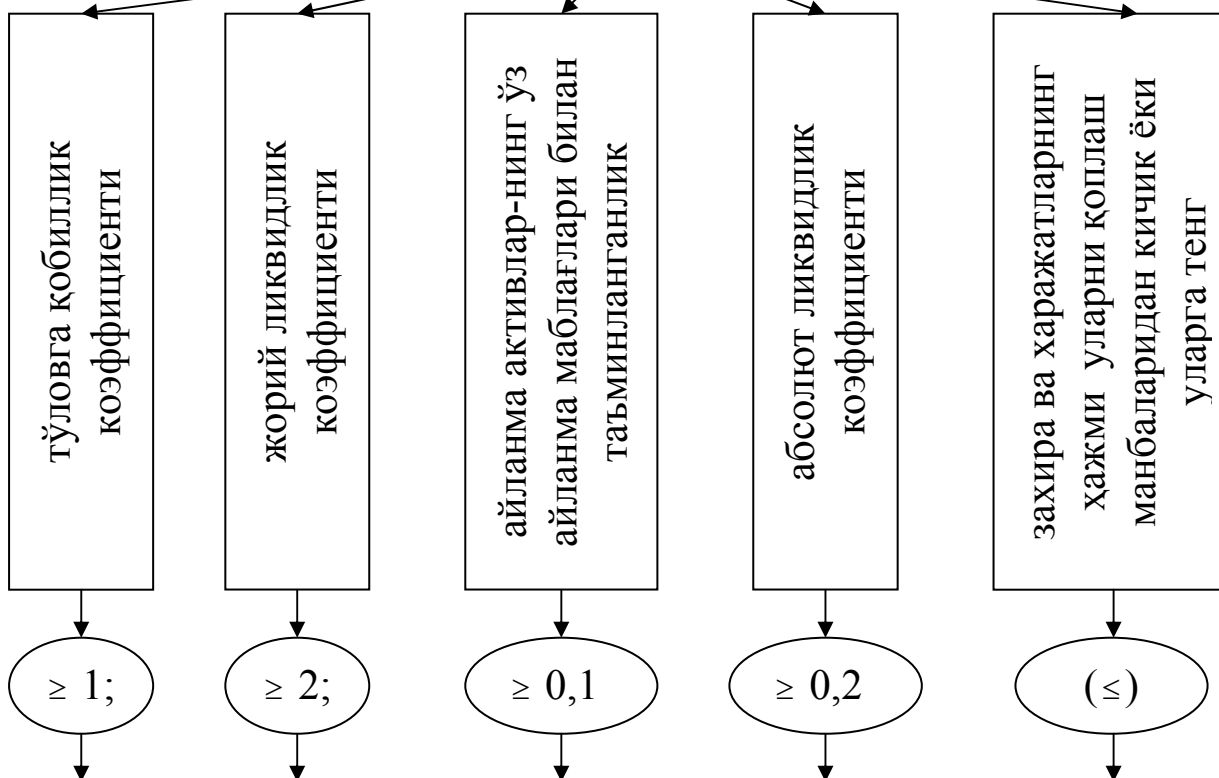 тўловга қобиллик
коэффициенти
жорий ликвидлик
коэффициенти
айланма активлар-нинг ўз
айланма маблағлари билан
таъминланганлик
абсолют ликвидлик
коэффициенти
захира ва харажатларнинг
ҳажми уларни қоплаш
манбаларидан кичик ёки
уларга тенг
≥ 1;
≥ 2;
≥ 0,1
≥ 0,2
(≤)